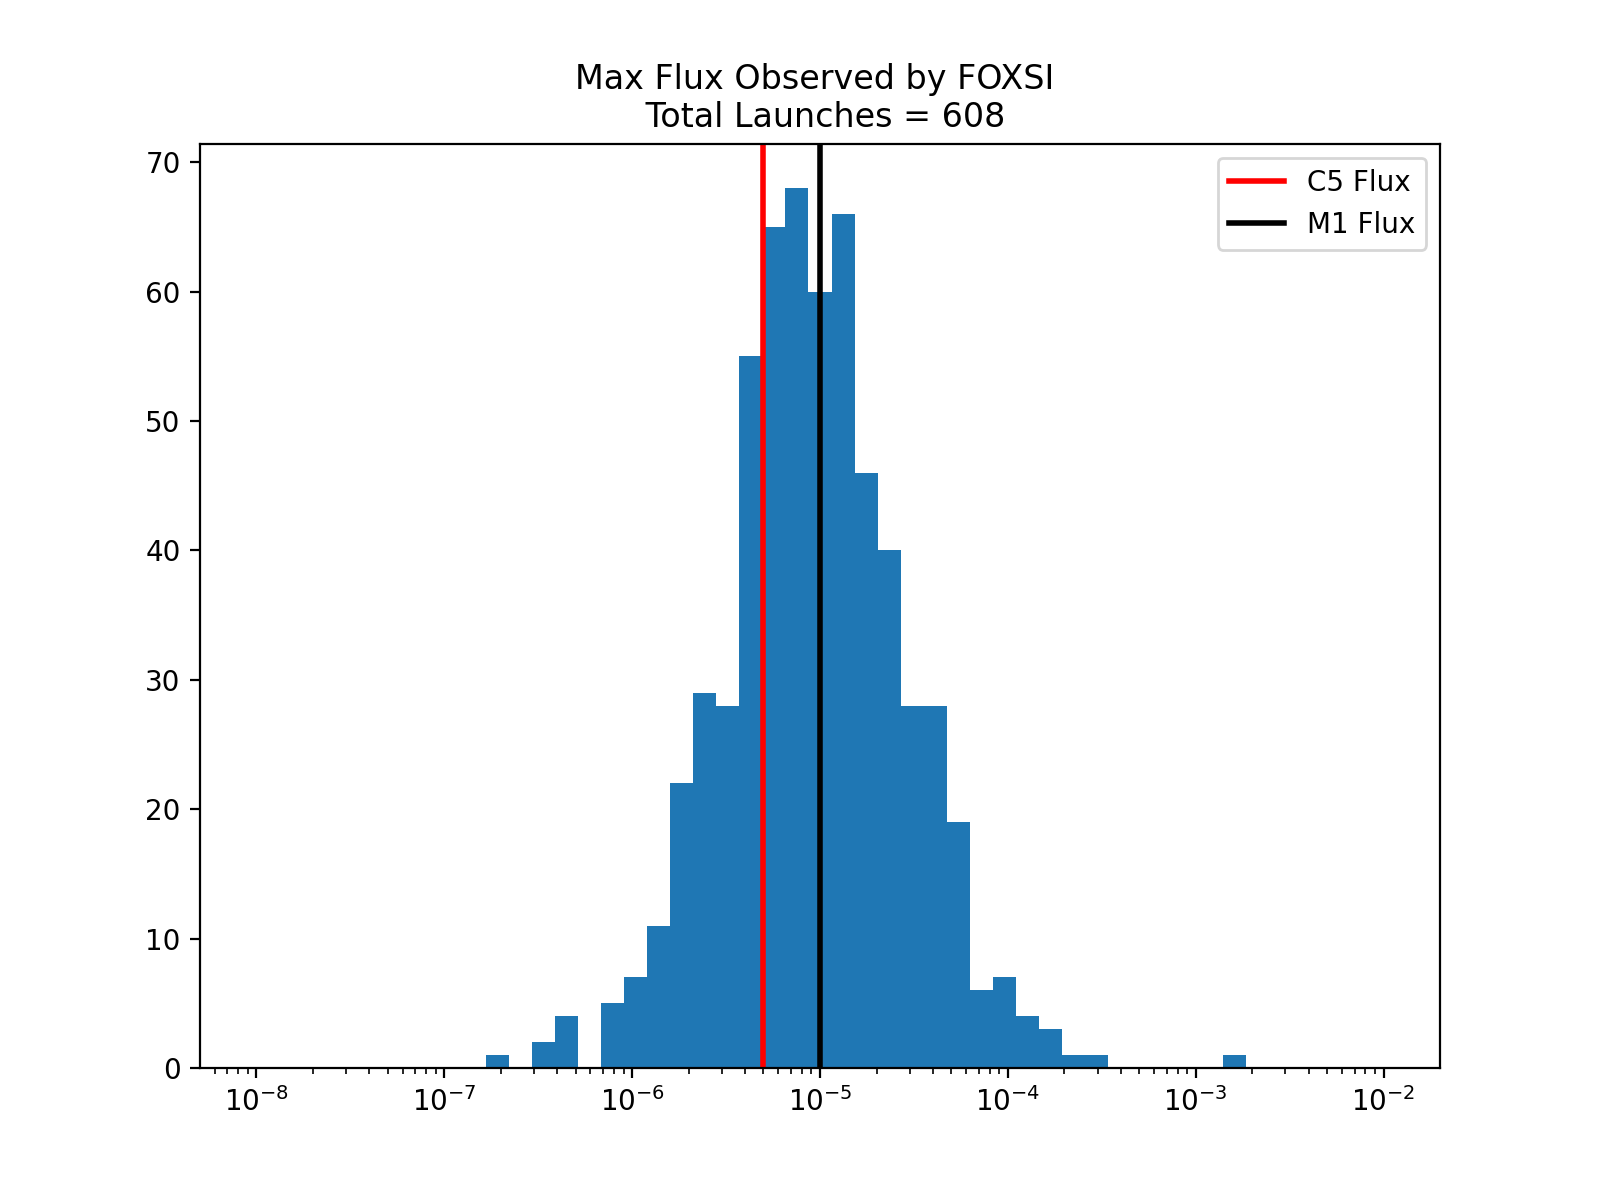 Max Flux Observed by FOXSI
Total Launches = 608
C5 Flux
M1 Flux
70
60
50
40
30
20
10
0
10⁻⁸ 10⁻⁷ 10⁻⁶ 10⁻⁵ 10⁻⁴ 10⁻³ 10⁻²